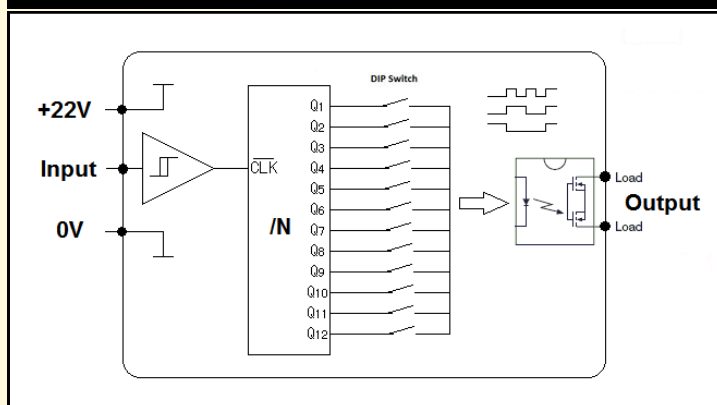 DIP Switch
+22V
Input
0V
CLK
/N
Q1
Q2
Q3
Q4
Q5
Q6
Q7
Q8
Q9
Q10
Q11
Q12
Load
Output
Load